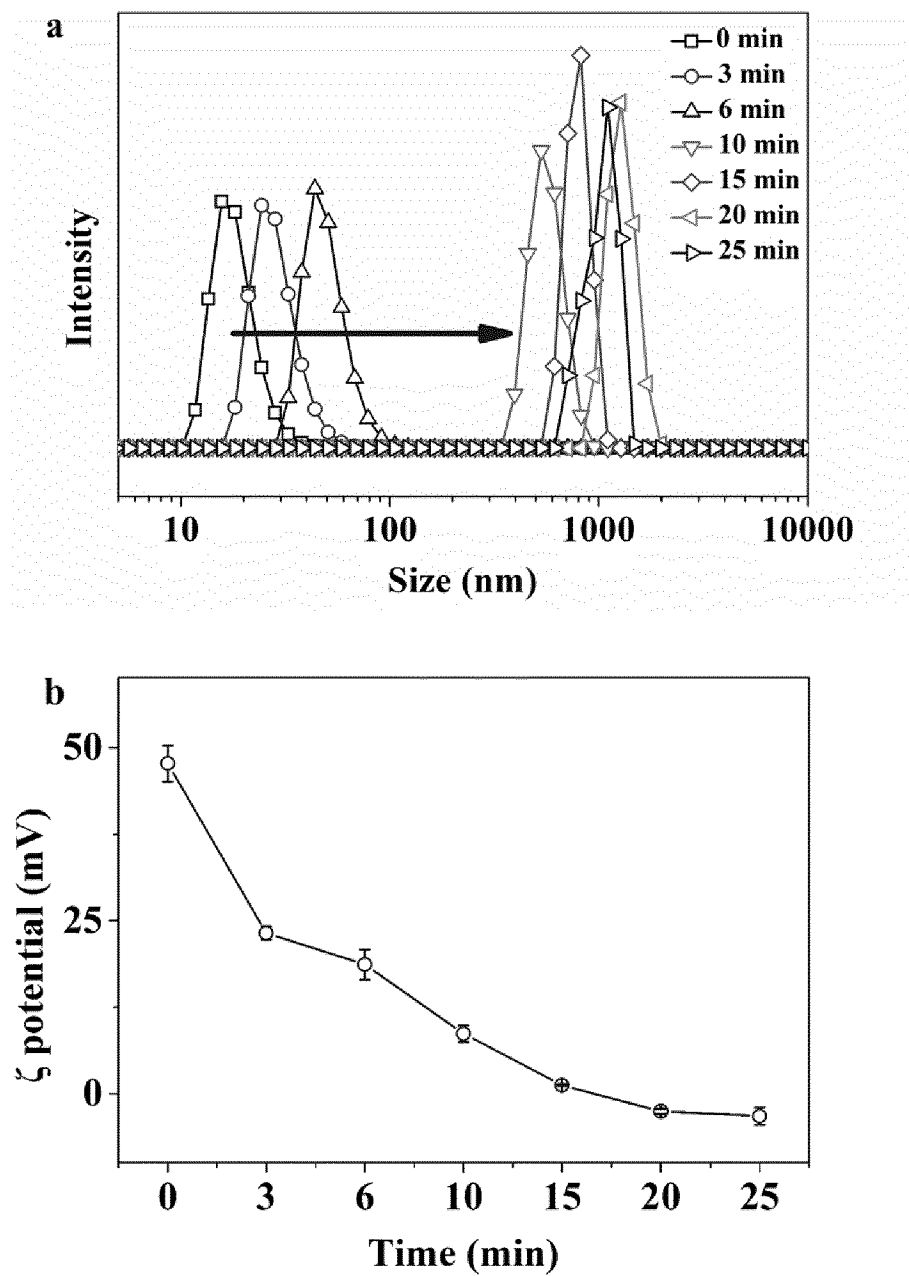 a
0 min
3 min
6 min
10 min
15 min
20 min
25 min
Intensity
10 100 1000 10000
Size (nm)
b
50
25
0
ζ potential (mV)
0 3 6 10 15 20 25
Time (min)